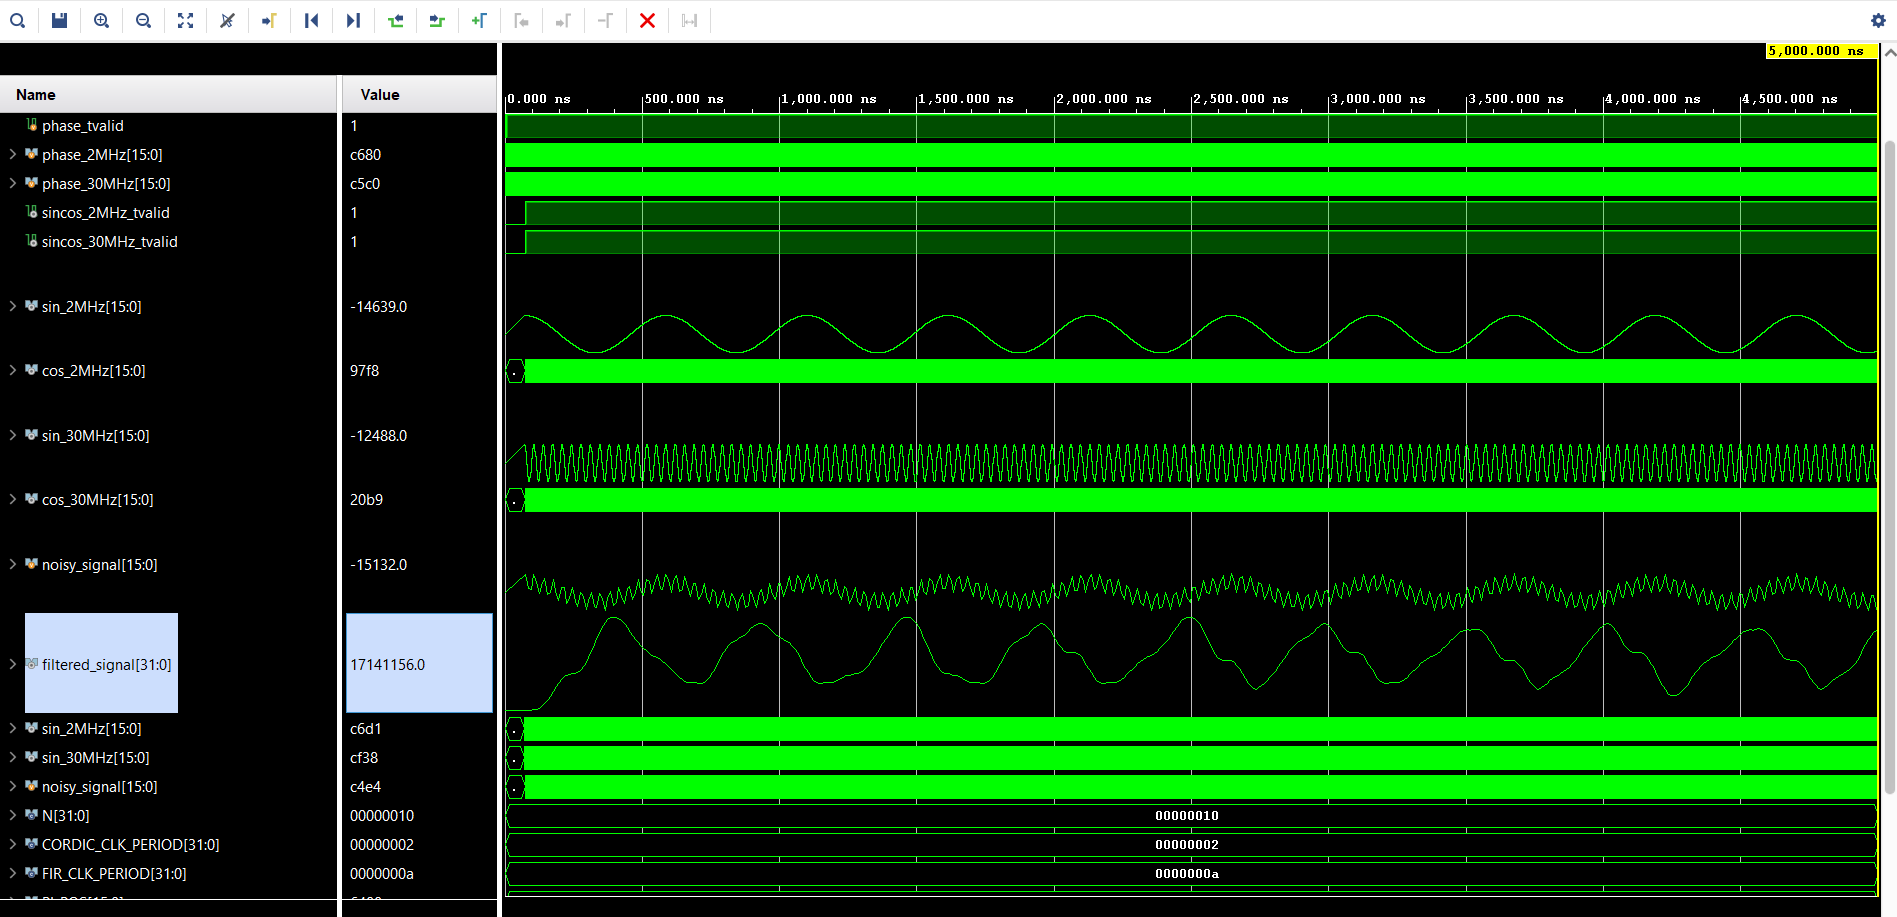 5,000.000 ns
Name Value
0.000 ns 500.000 ns 1,000.000 ns 1,500.000 ns 2,000.000 ns 2,500.000 ns 3,000.000 ns 3,500.000 ns 4,000.000 ns 4,500.000 ns
phase_tvalid 1
phase_2MHz[15:0] c680
phase_30MHz[15:0] c5c0
sincos_2MHz_tvalid 1
sincos_30MHz_tvalid 1
sin_2MHz[15:0] -14639.0
cos_2MHz[15:0] 97f8
sin_30MHz[15:0] -12488.0
cos_30MHz[15:0] 20b9
noisy_signal[15:0] -15132.0
filtered_signal[31:0] 17141156.0
sin_2MHz[15:0] c6d1
sin_30MHz[15:0] cf38
noisy_signal[15:0] c4e4
N[31:0] 00000010 00000010
CORDIC_CLK_PERIOD[31:0] 00000002 00000002
FIR_CLK_PERIOD[31:0] 0000000a 0000000a